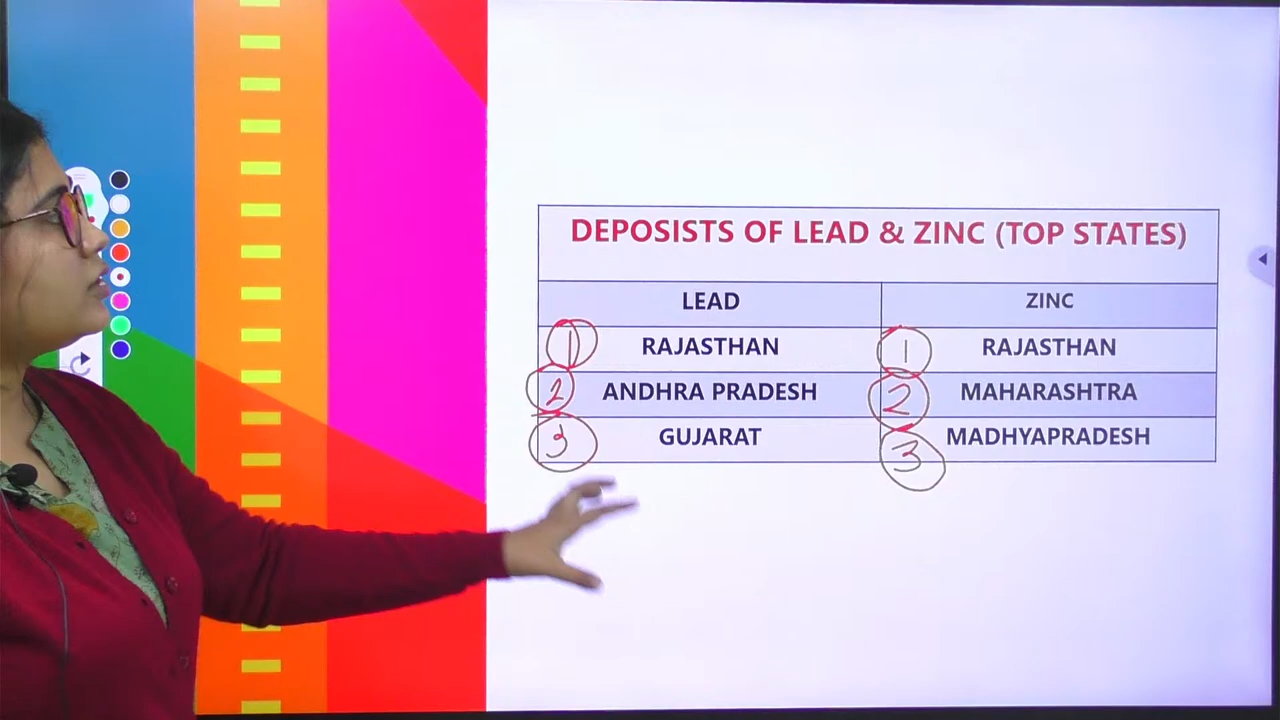 DEPOSISTS OF LEAD & ZINC (TOP STATES)
LEAD ZINC
1 RAJASTHAN 1 RAJASTHAN
2 ANDHRA PRADESH 2 MAHARASHTRA
3 GUJARAT 3 MADHYAPRADESH